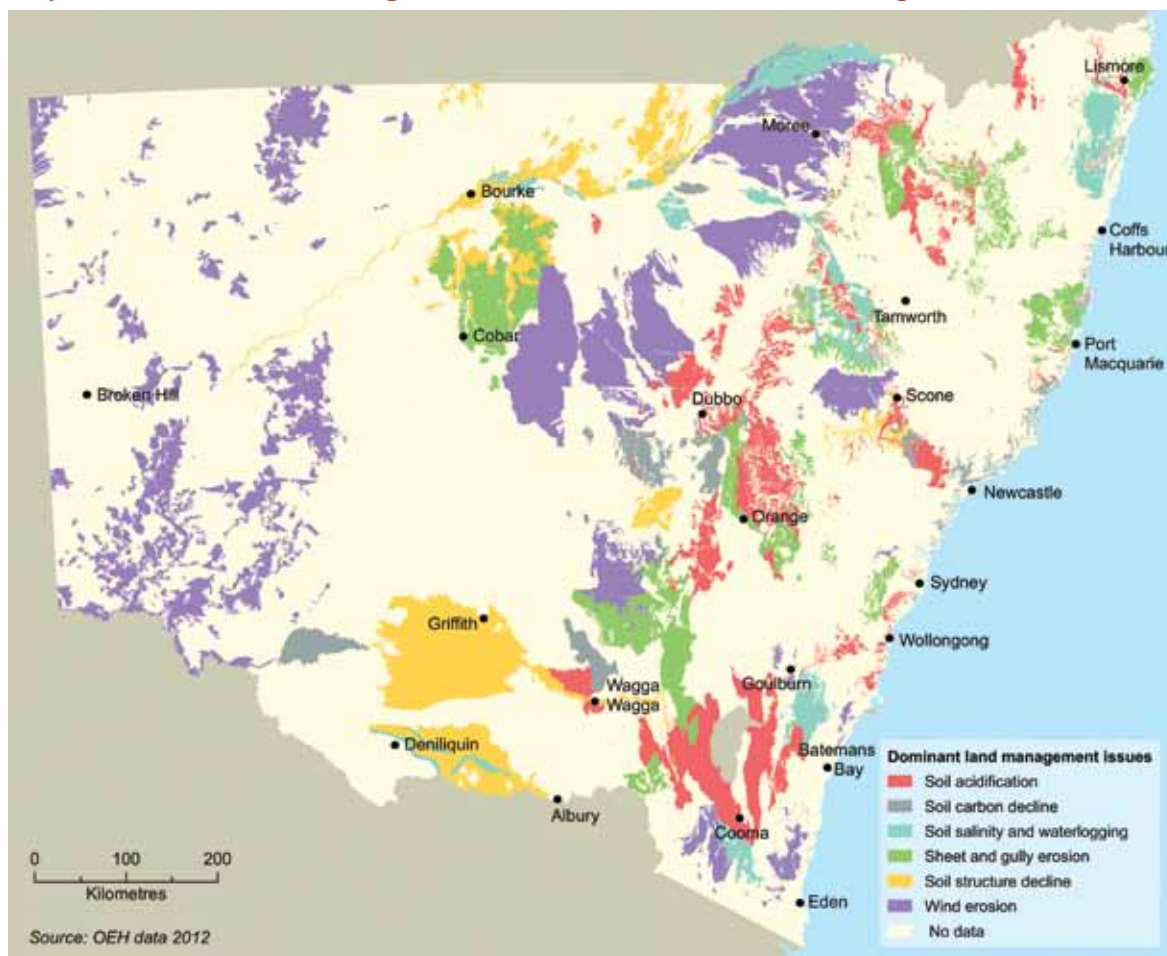 Lismore
Moree
Bourke
Coffs
Harbour
Tamworth
Cobar
Port
Macquarie
Broken Hill
Scone
Dubbo
Newcastle
Orange
Sydney
Griffith
Wollongong
Goulburn
Wagga
Wagga
Deniliquin
Batemans
Bay
Albury
Cooma
Eden
Dominant land management issues
Soil acidification
Soil carbon decline
Soil salinity and waterlogging
Sheet and gully erosion
Soil structure decline
Wind erosion
No data
0 100 200
Kilometres
Source: OEH data 2012